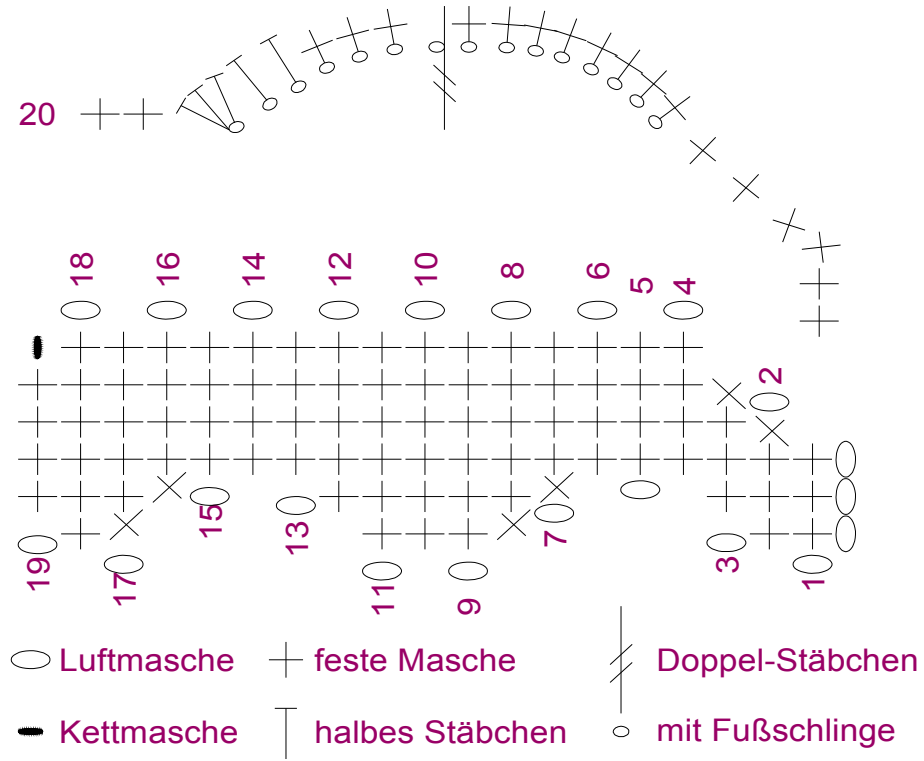 20
18 16 14 12 10 8 6 5 4
2
19 17 15 13 11 9 7 3 1
Luftmasche feste Masche Doppel-Stäbchen
Kettmasche halbes Stäbchen mit Fußschlinge